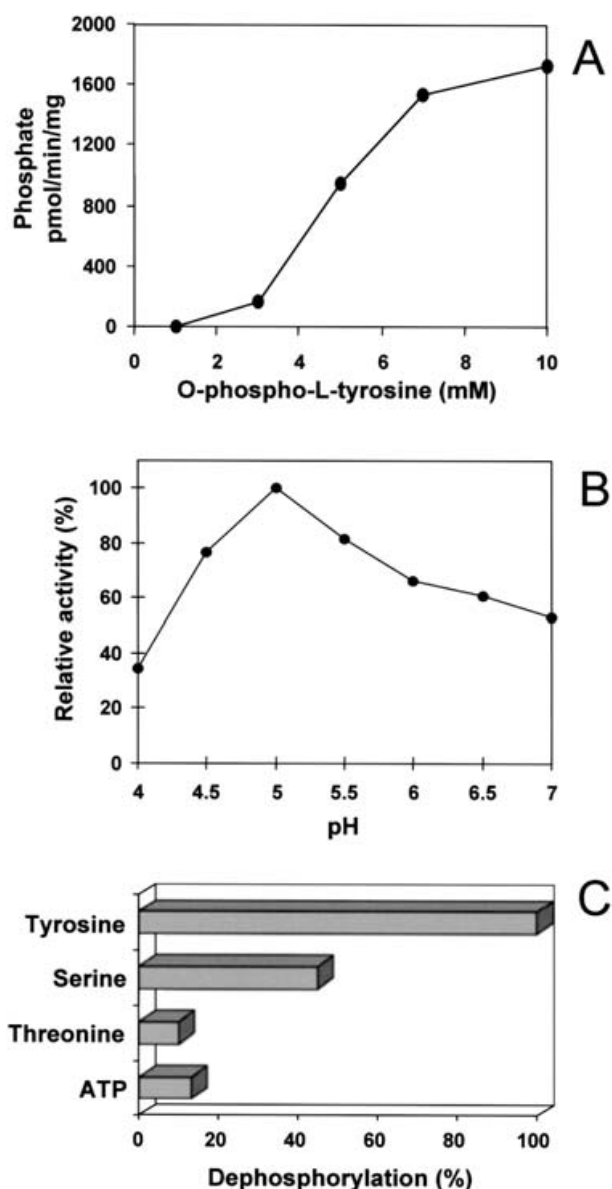 A
Phosphate
pmol/min/mg
2000
1600
1200
800
400
0
0 2 4 6 8 10
O-phospho-L-tyrosine (mM)
B
Relative activity (%)
100
80
60
40
20
0
4 4.5 5 5.5 6 6.5 7
pH
C
Tyrosine
Serine
Threonine
ATP
0 20 40 60 80 100
Dephosphorylation (%)